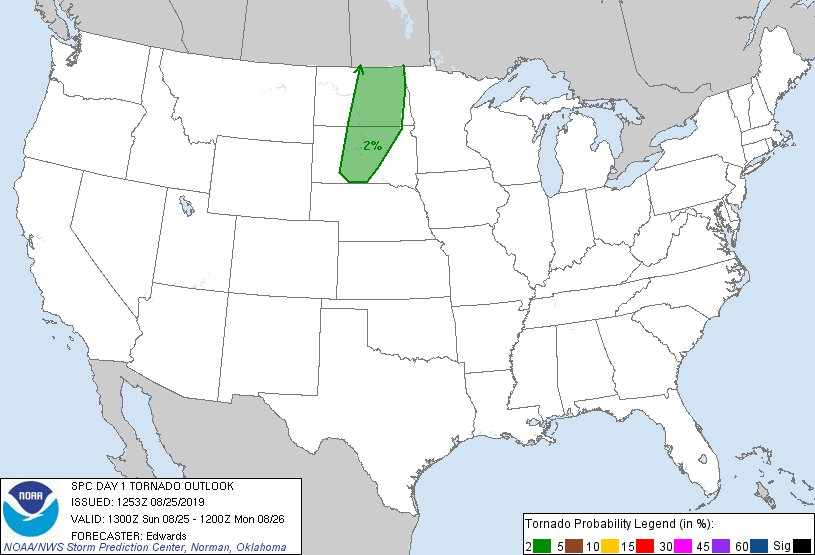 2%
SPC DAY 1 TORNADO OUTLOOK
ISSUED: 1253Z 08/25/2019
VALID: 1300Z Sun 08/25 - 1200Z Mon 08/26
FORECASTER: Edwards
NOAA/NWS Storm Prediction Center, Norman, Oklahoma
NOAA
Tornado Probability Legend (in %):
2 5 10 15 30 45 60 Sig